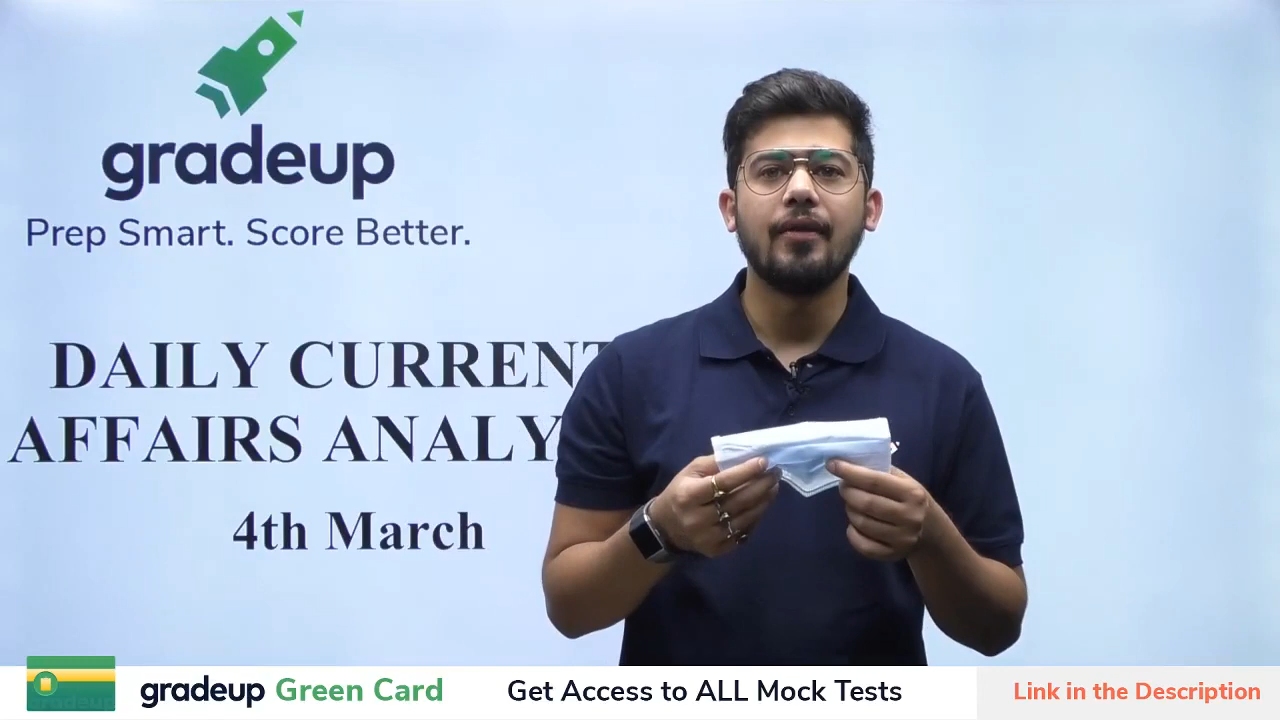 gradeup
Prep Smart. Score Better.
DAILY CURRENT
AFFAIRS ANALY
4th March
gradeup
gradeup Green Card
Get Access to ALL Mock Tests
Link in the Description